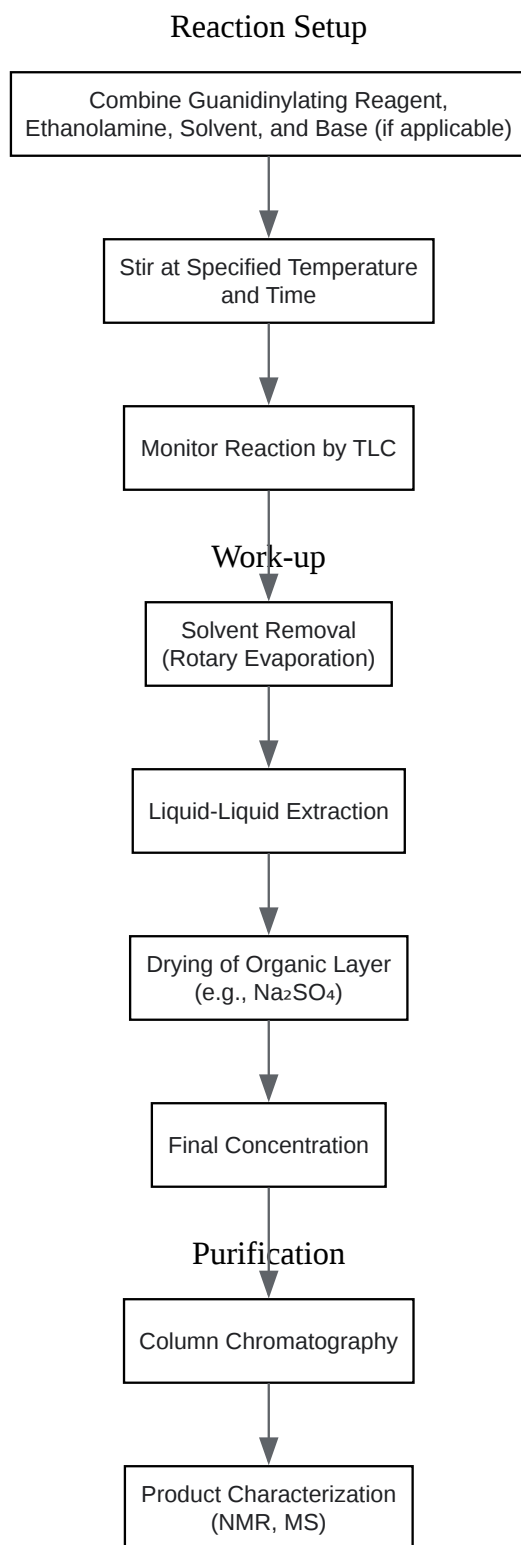 Reaction Setup
Combine Guanidinylating Reagent,
Ethanolamine, Solvent, and Base (if applicable)
Stir at Specified Temperature
and Time
Monitor Reaction by TLC
Work-up
Solvent Removal
(Rotary Evaporation)
Liquid-Liquid Extraction
Drying of Organic Layer
(e.g., Na₂SO₄)
Final Concentration
Purification
Column Chromatography
Product Characterization
(NMR, MS)